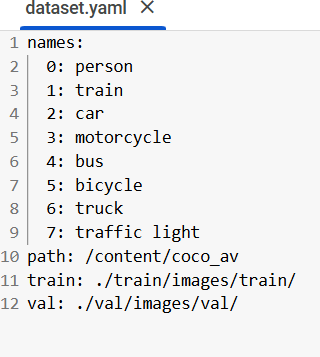 dataset.yaml ×
1 names:
2   0: person
3   1: train
4   2: car
5   3: motorcycle
6   4: bus
7   5: bicycle
8   6: truck
9   7: traffic light
10 path: /content/coco_av
11 train: ./train/images/train/
12 val: ./val/images/val/